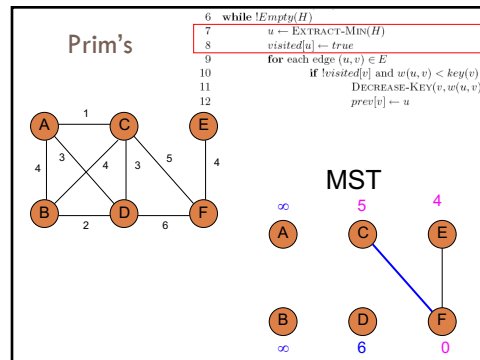 Prim's
6 while !Empty(H)
7 u ← EXTRACT-MIN(H)
8 visited[u] ← true
9 for each edge (u, v) ∈ E
10 if !visited[v] and w(u, v) < key(v)
11 DECREASE-KEY(v, w(u, v)
12 prev[v] ← u
1
A C E
4 3 4 3 5 4
B D F
2 6
MST
∞ 5 4
A C E
B D F
∞ 6 0